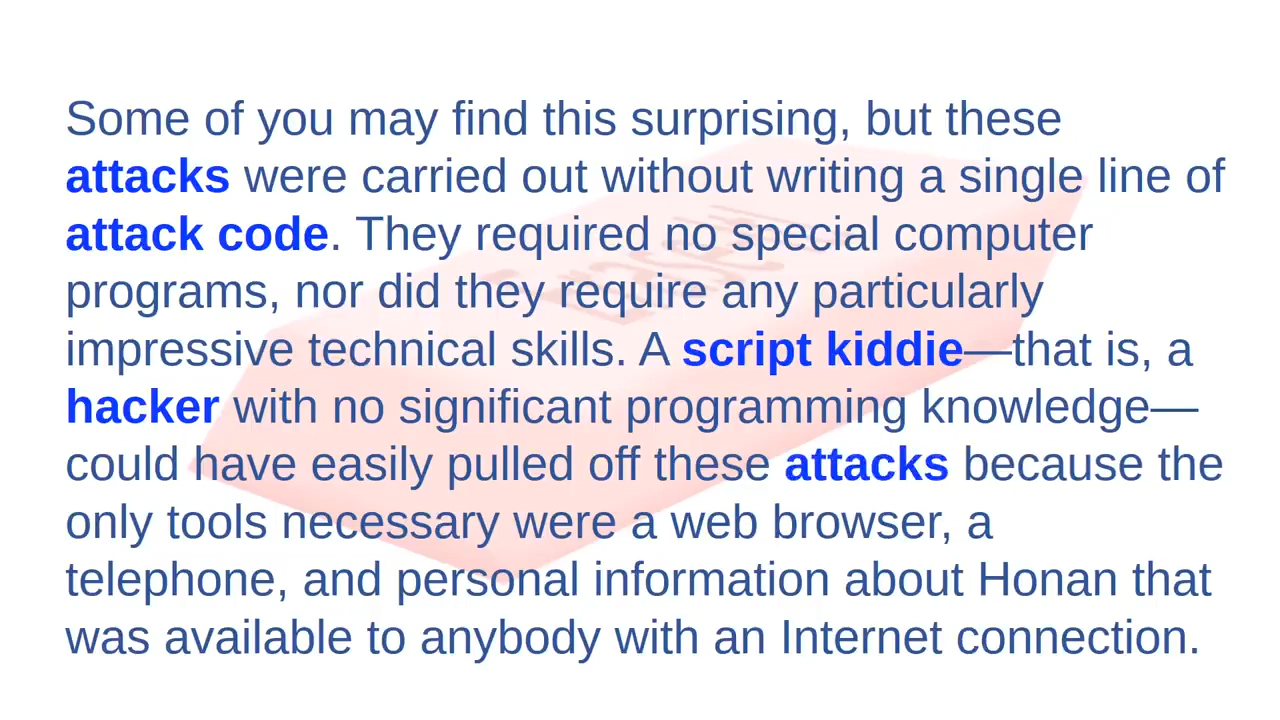 Some of you may find this surprising, but these
attacks were carried out without writing a single line of
attack code. They required no special computer
programs, nor did they require any particularly
impressive technical skills. A script kiddie—that is, a
hacker with no significant programming knowledge—
could have easily pulled off these attacks because the
only tools necessary were a web browser, a
telephone, and personal information about Honan that
was available to anybody with an Internet connection.